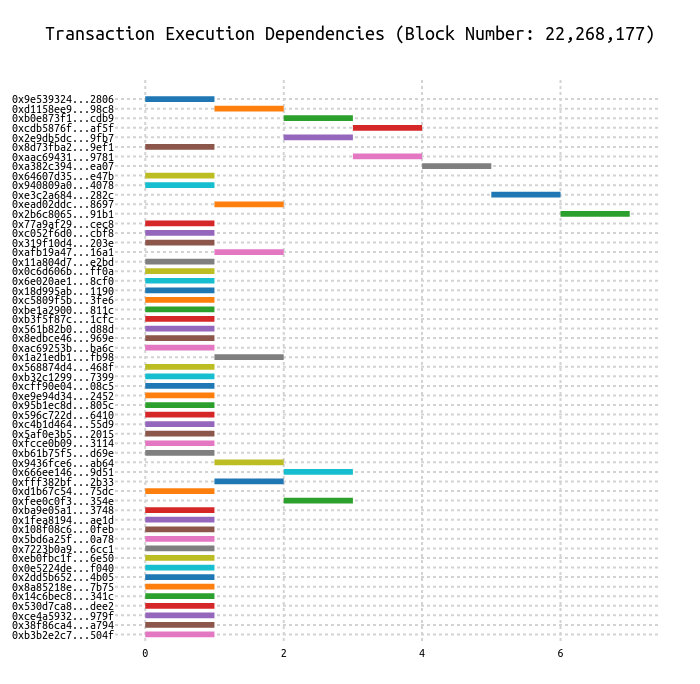 Transaction Execution Dependencies (Block Number: 22,268,177)
0x9e539324...2806
0xd1158ee9...98c8
0xb0e873f1...cdb9
0xcdb5876f...af5f
0x2e9db5dc...9fb7
0x8d73fba2...9ef1
0xaac69431...9781
0xa382c394...ea07
0x64607d35...e47b
0x940809a0...4078
0xe3c2a684...282c
0xead02ddc...8697
0x2b6c8065...91b1
0x77a9af29...cec8
0xc052f6d0...cbf8
0x319f10d4...203e
0xafb19a47...16a1
0x11a804d7...e2bd
0x0c6d606b...ff0a
0x6e020ae1...8cf0
0x18d995ab...1190
0xc5809f5b...3fe6
0xbe1a2900...811c
0xb3f5f87c...1cfc
0x561b82b0...d88d
0x8edbce46...969e
0xac69253b...ba6c
0x1a21edb1...fb98
0x568874d4...468f
0xb32c1299...7399
0xcff90e04...08c5
0xe9e94d34...2452
0x95b1ec8d...805c
0x596c722d...6410
0xc4b1d464...55d9
0x5af0e3b5...2015
0xfcce0b09...3114
0xb61b75f5...d69e
0x9436fce6...ab64
0x666ee146...9d51
0xfff382bf...2b33
0xd1b67c54...75dc
0xfee0c0f3...354e
0xba9e05a1...3748
0x1fea8194...ae1d
0x108f08c6...0feb
0x5bd6a25f...0a78
0x7223b0a9...6cc1
0xeb0fbc1f...6e50
0x0e5224de...f040
0x2dd5b652...4b05
0x8a85218e...7b75
0x14c6bec8...341c
0x530d7ca8...dee2
0xce4a5932...979f
0x38f86ca4...a794
0xb3b2e2c7...504f
0 2 4 6